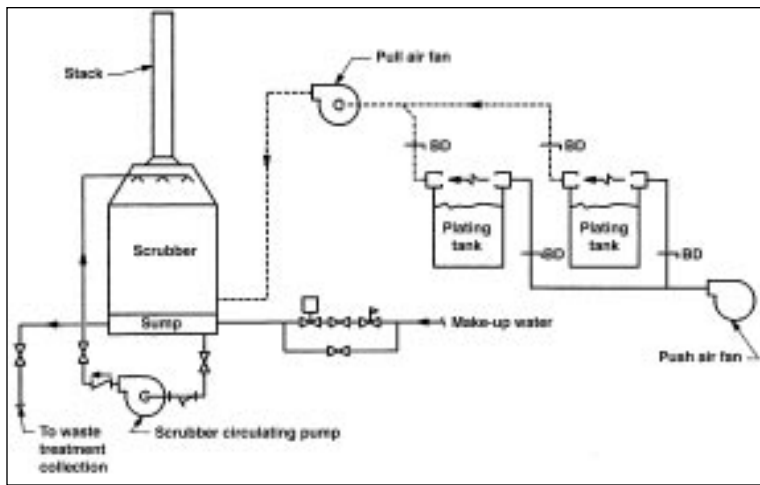 Stack
Pull air fan
BD
BD
Plating
tank
Plating
tank
Scrubber
BD
BD
Sump
Make-up water
Push air fan
To waste
treatment
collection
Scrubber circulating pump